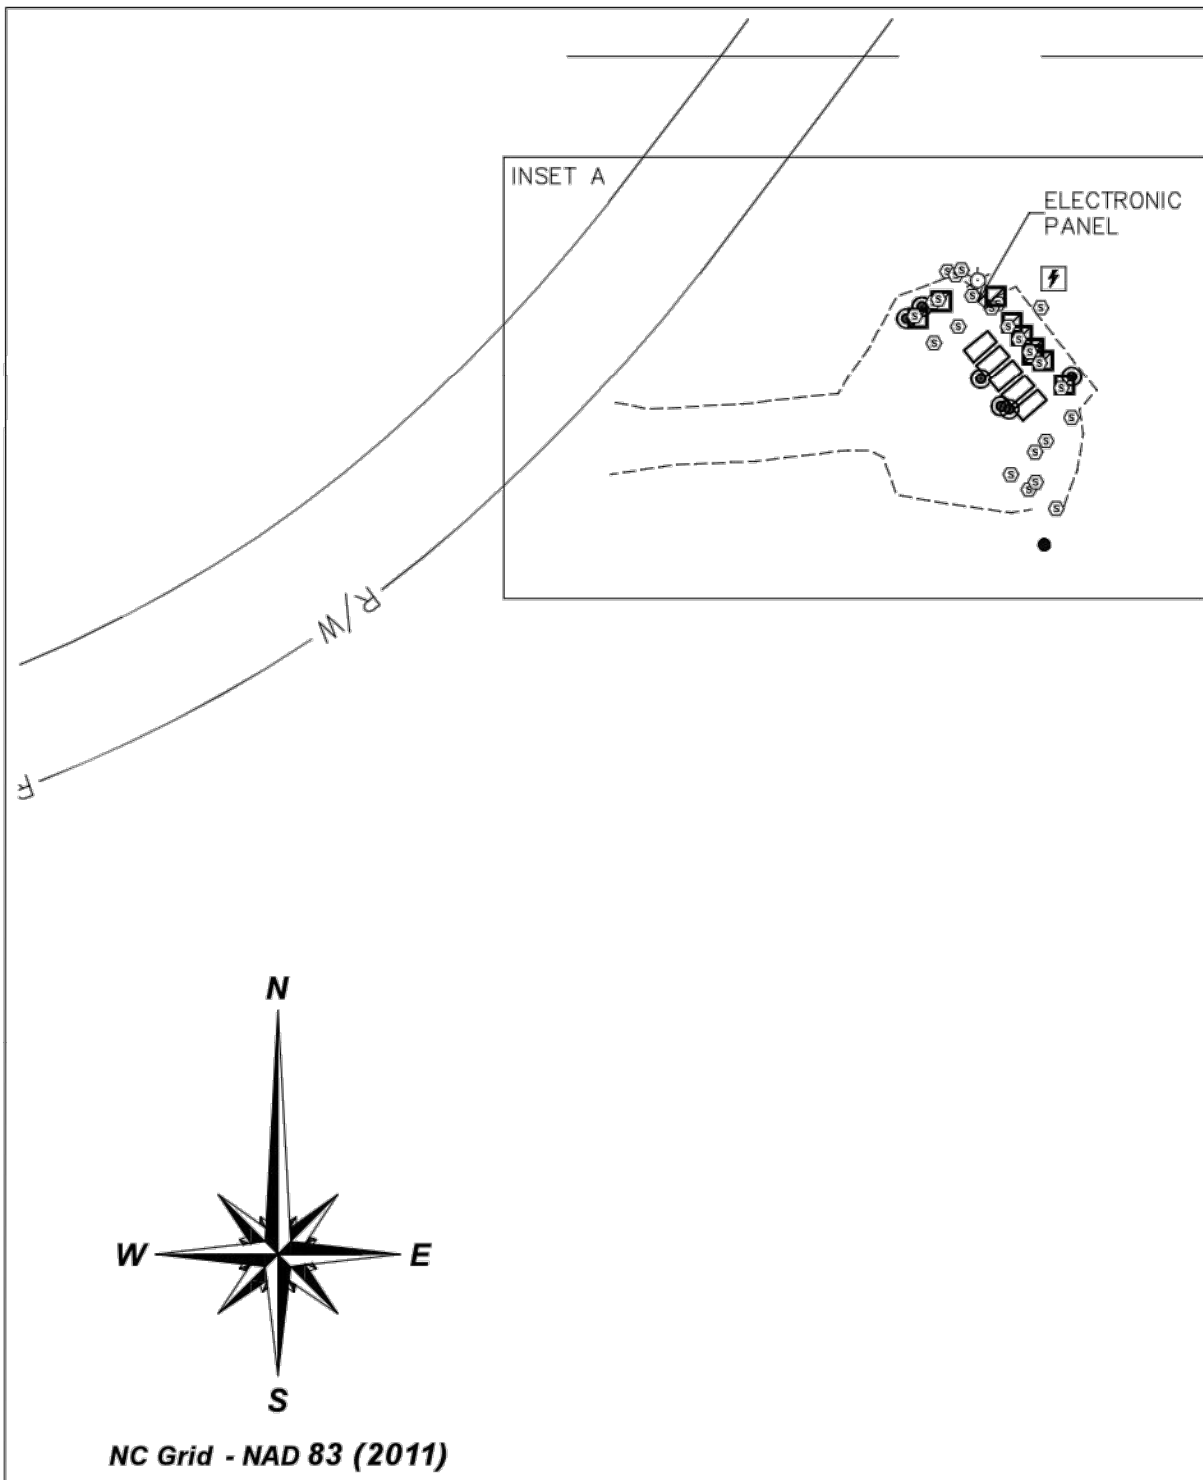 INSET A
ELECTRONIC
PANEL
R/W
R
N
W E
S
NC Grid - NAD 83 (2011)